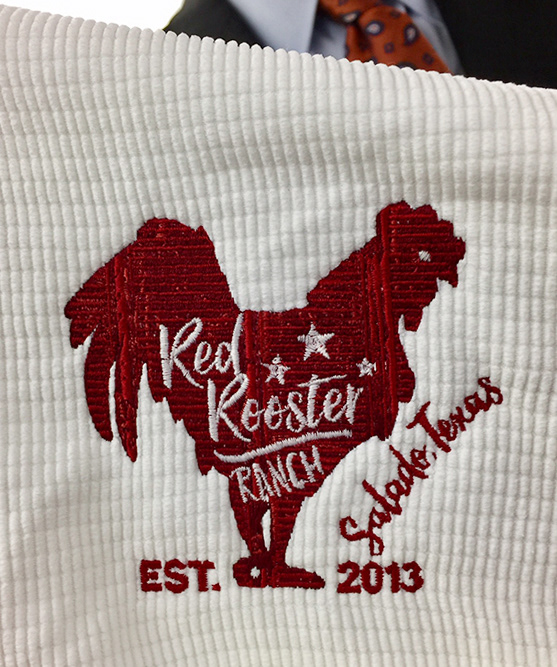 Red
Rooster
RANCH
Salado, Texas
EST. 2013